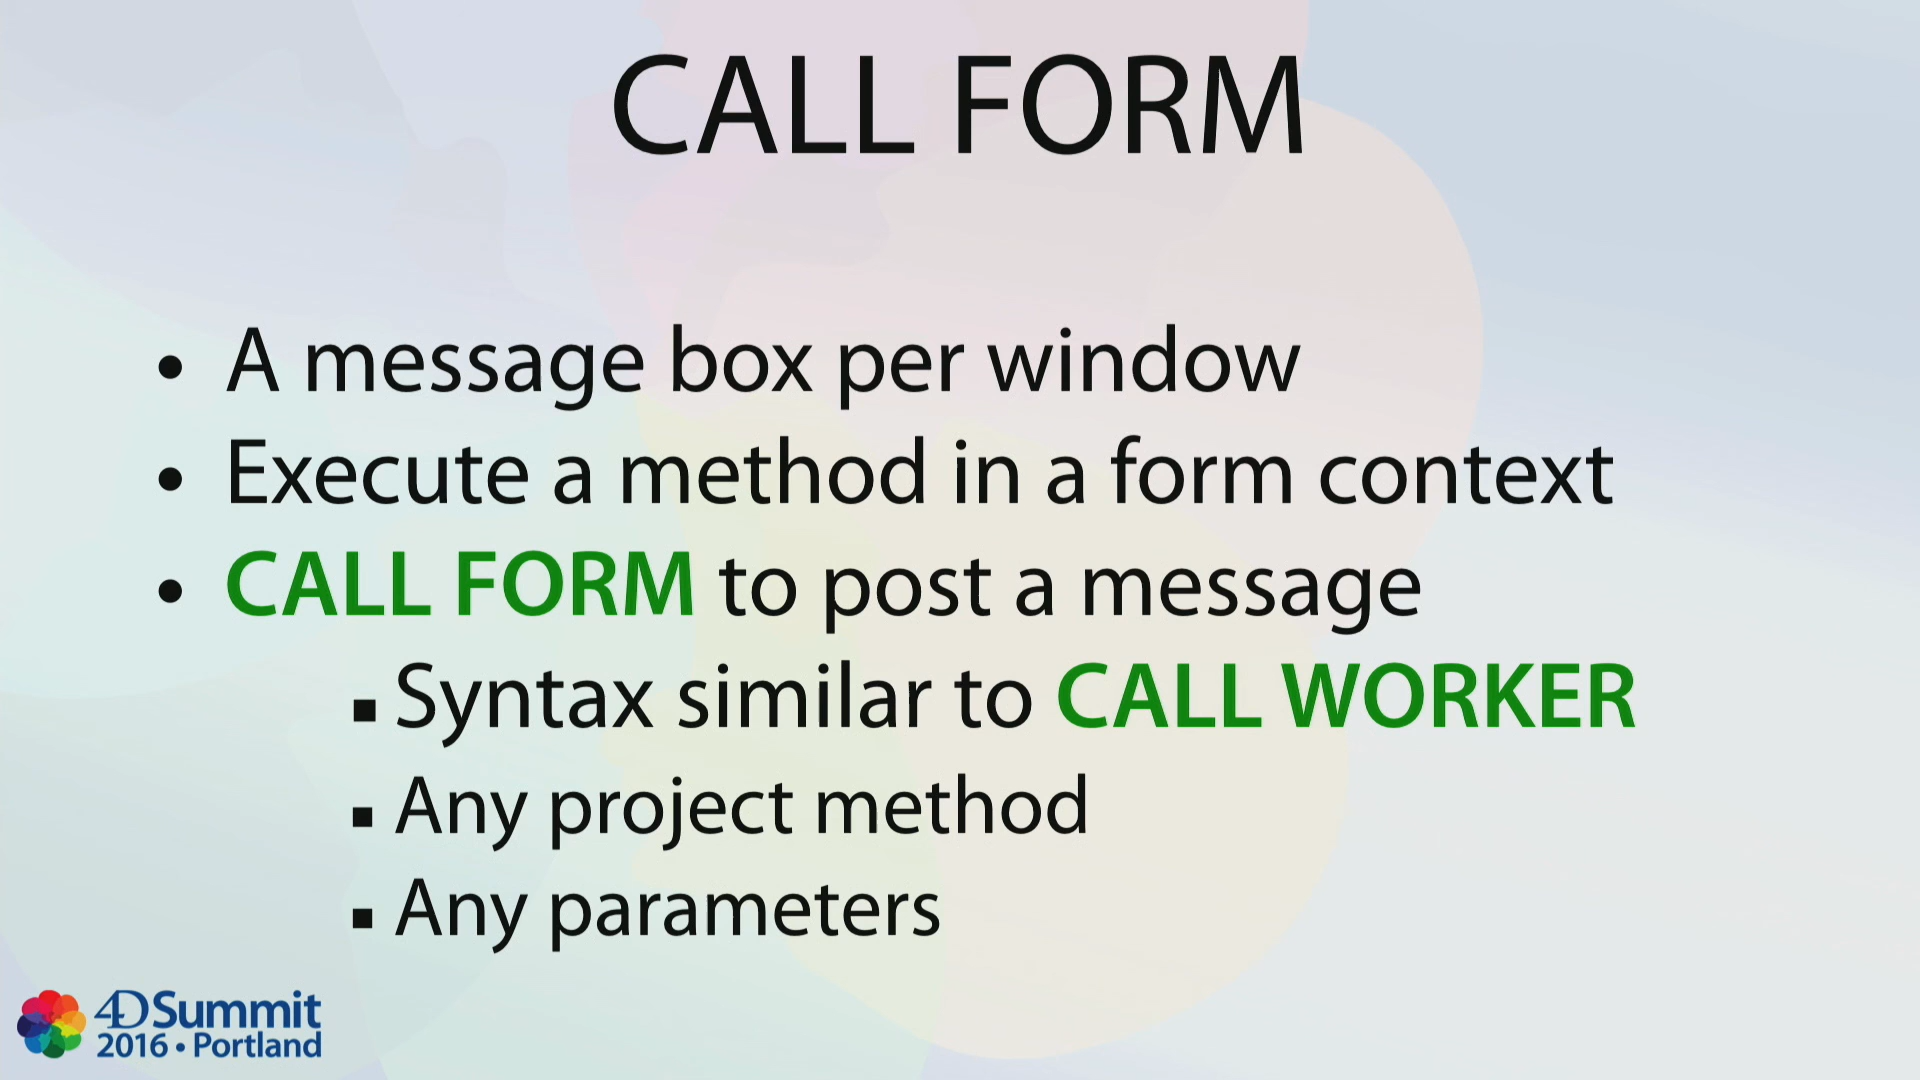 CALL FORM
• A message box per window
• Execute a method in a form context
• CALL FORM to post a message
▪ Syntax similar to CALL WORKER
▪ Any project method
▪ Any parameters
4D Summit
2016 • Portland